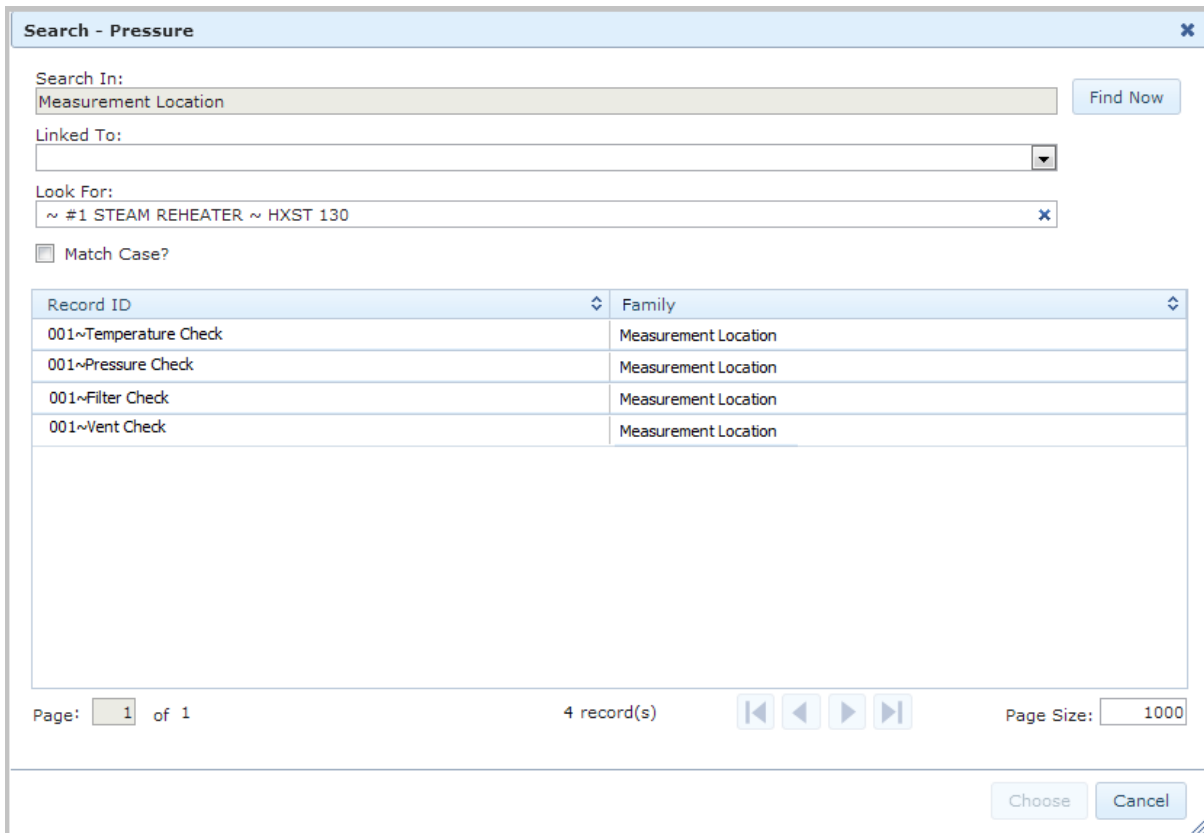 Search - Pressure
Search In:
Measurement Location
Find Now
Linked To:
Look For:
~ #1 STEAM REHEATER ~ HXST 130
Match Case?
Record ID Family
001~Temperature Check Measurement Location
001~Pressure Check Measurement Location
001~Filter Check Measurement Location
001~Vent Check Measurement Location
Page: 1 of 1 4 record(s) Page Size: 1000
Choose Cancel